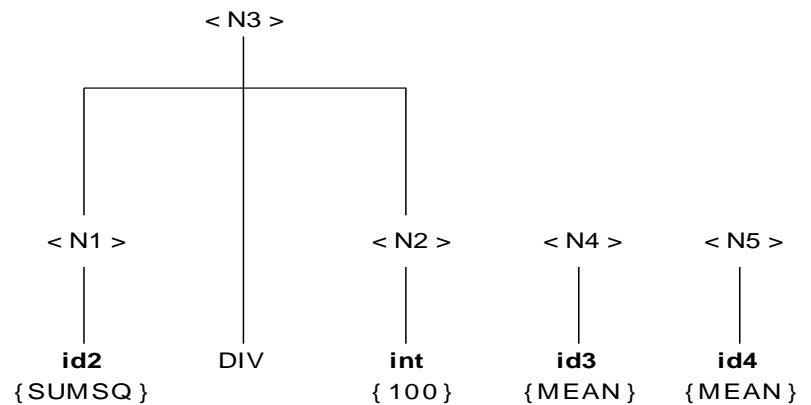 < N3 >
< N1 > < N2 > < N4 > < N5 >
id2 DIV int id3 id4
{SUMSQ} {100} {MEAN} {MEAN}